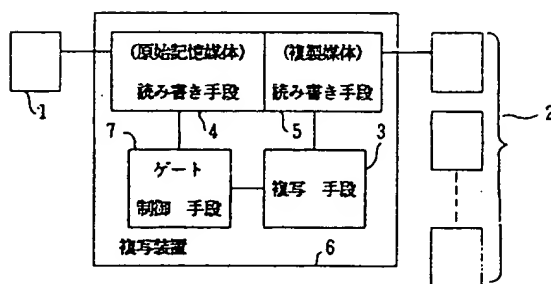 (原始記憶媒体)
読み書き手段
(複製媒体)
読み書き手段
1
4
5
2
7
3
ゲート
制御 手段
複写 手段
複写装置
6